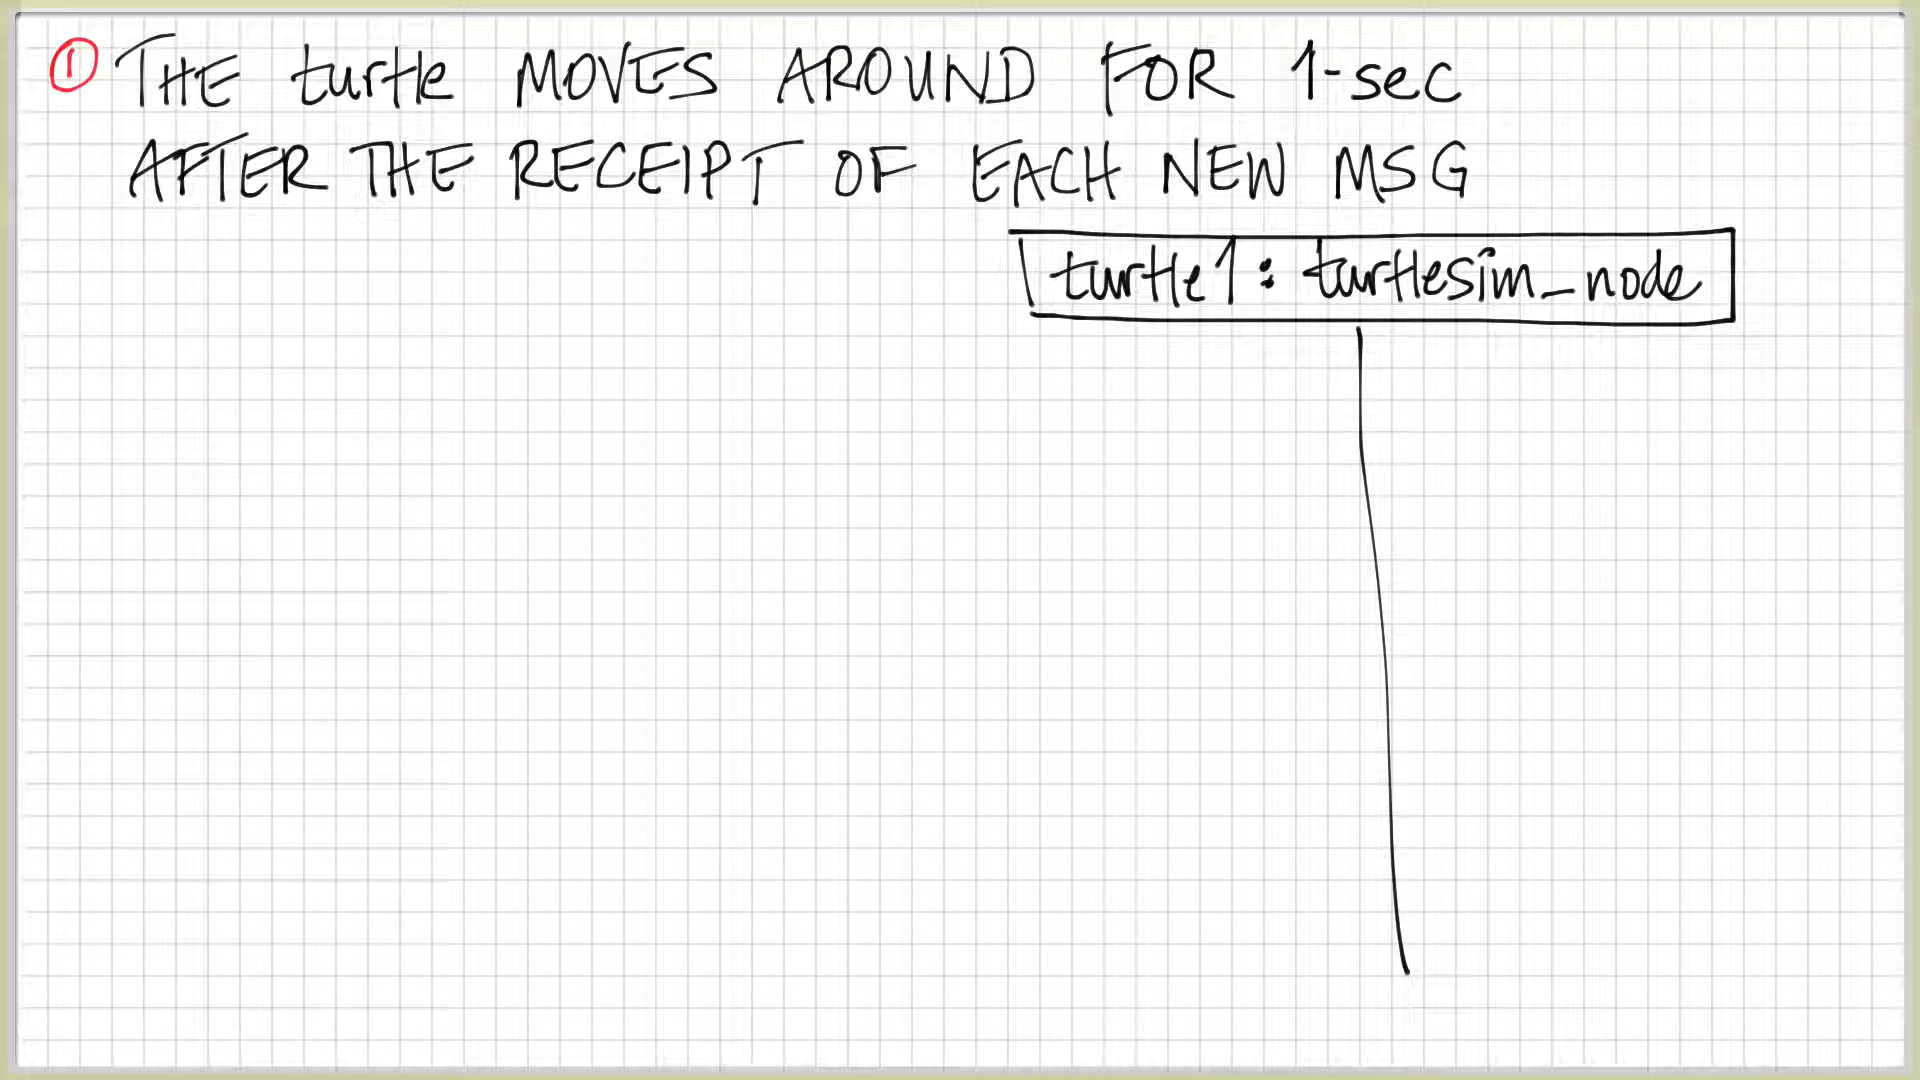 ① THE turtle MOVES AROUND FOR 1-sec
AFTER THE RECEIPT OF EACH NEW MSG
turtle1: turtlesim_node